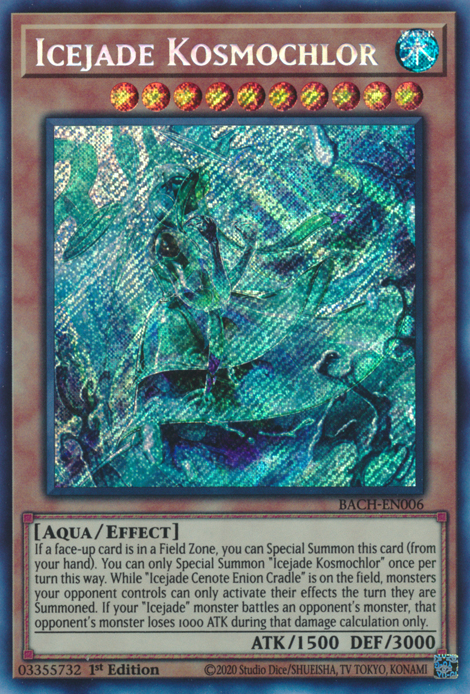 ICEJADE KOSMOCHLOR
WATER
BACH-EN006
[AQUA/EFFECT]
If a face-up card is in a Field Zone, you can Special Summon this card (from
your hand). You can only Special Summon "Icejade Kosmochlor" once per
turn this way. While "Icejade Cenote Enion Cradle" is on the field, monsters
your opponent controls can only activate their effects the turn they are
Summoned. If your "Icejade" monster battles an opponent's monster, that
opponent's monster loses 1000 ATK during that damage calculation only.
ATK/1500 DEF/3000
03355732 1st Edition ©2020 Studio Dice/SHUEISHA, TV TOKYO, KONAMI